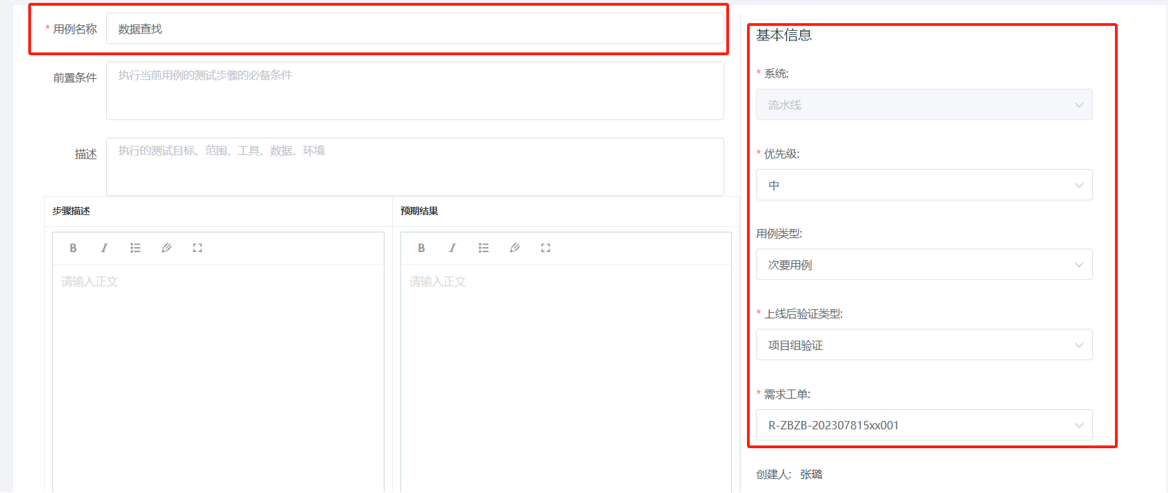 * 用例名称 数据查找
前置条件 执行当前用例的测试步骤的必备条件
描述 执行的测试目标、范围、工具、数据、环境
步骤描述 预期结果
B I B I
请输入正文 请输入正文
基本信息
* 系统:
流水线
* 优先级:
中
用例类型:
次要用例
* 上线后验证类型:
项目组验证
* 需求工单:
R-ZBZB-202307815xx001
创建人: 张璐